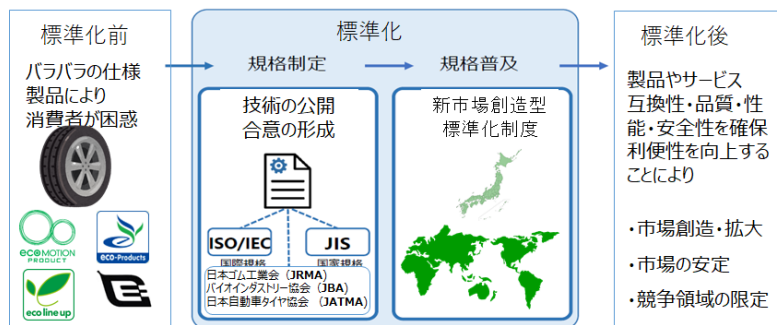 標準化前
バラバラの仕様
製品により
消費者が困惑
ecoMOTION
PRODUCT
eco-Products
eco line up
標準化
規格制定
規格普及
技術の公開
合意の形成
ISO/IEC
JIS
国際規格
国家規格
日本ゴム工業会（JRMA）
バイオインダストリー協会（JBA）
日本自動車タイヤ協会（JATMA）
新市場創造型
標準化制度
標準化後
製品やサービス
互換性・品質・性
能・安全性を確保
利便性を向上する
ことにより
・市場創造・拡大
・市場の安定
・競争領域の限定